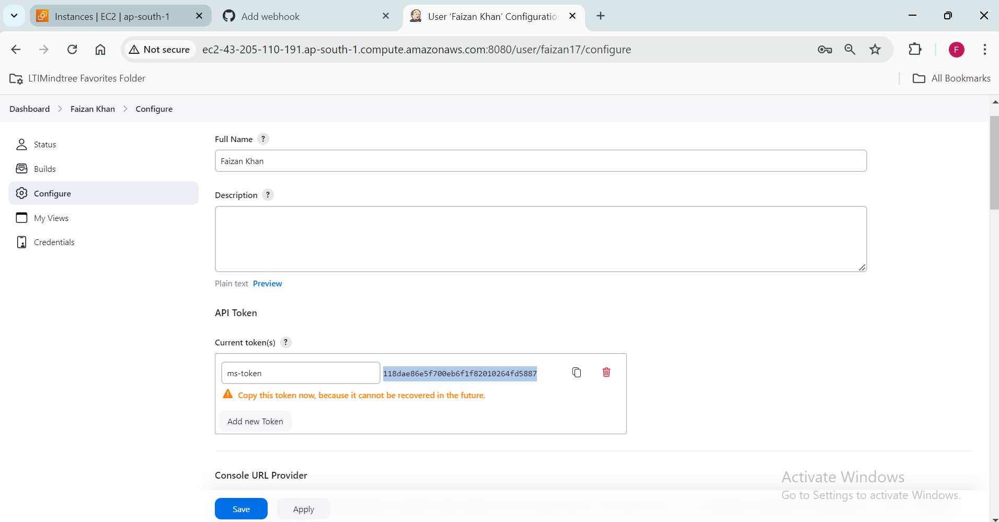 Instances | EC2 | ap-south-1
Add webhook
User ‘Faizan Khan’ Configuratio
Not secure
ec2-43-205-110-191.ap-south-1.compute.amazonaws.com:8080/user/faizan17/configure
F
LTIMindtree Favorites Folder
All Bookmarks
Dashboard > Faizan Khan > Configure
Status
Builds
Configure
My Views
Credentials
Full Name ?
Faizan Khan
Description ?
Plain text Preview
API Token
Current token(s) ?
ms-token 118dae86e5f700eb6f1f82010264fd5887
Copy this token now, because it cannot be recovered in the future.
Add new Token
Console URL Provider
Save Apply
Activate Windows
Go to Settings to activate Windows.